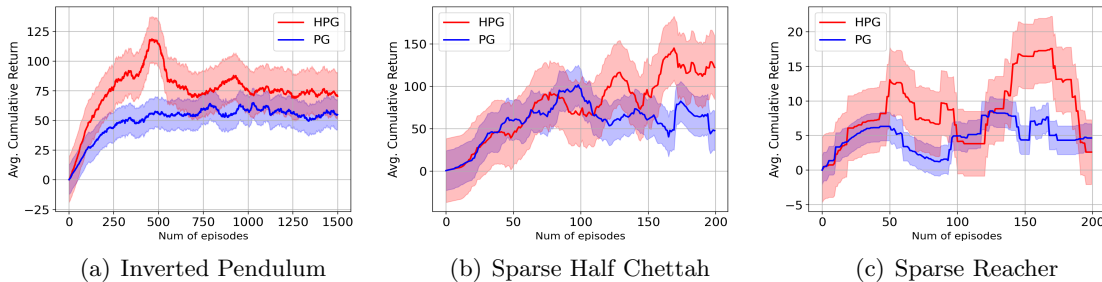 HPG
PG
Avg. Cumulative Return
125
100
75
50
25
0
−25
0 250 500 750 1000 1250 1500
Num of episodes
(a) Inverted Pendulum
HPG
PG
Avg. Cumulative Return
150
100
50
0
0 50 100 150 200
Num of episodes
(b) Sparse Half Chettah
HPG
PG
Avg. Cumulative Return
20
15
10
5
0
−5
0 50 100 150 200
Num of episodes
(c) Sparse Reacher